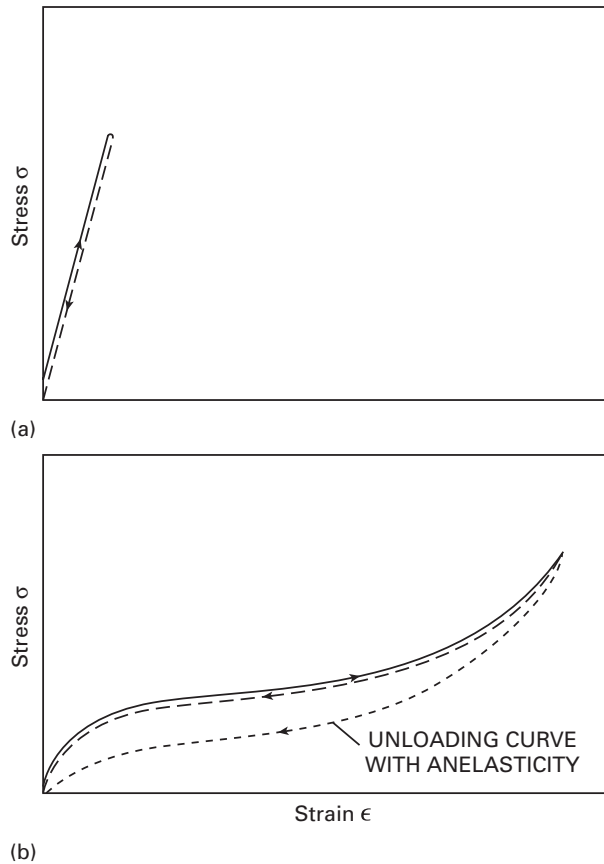 Stress σ
(a)
Stress σ
UNLOADING CURVE
WITH ANELASTICITY
Strain ϵ
(b)